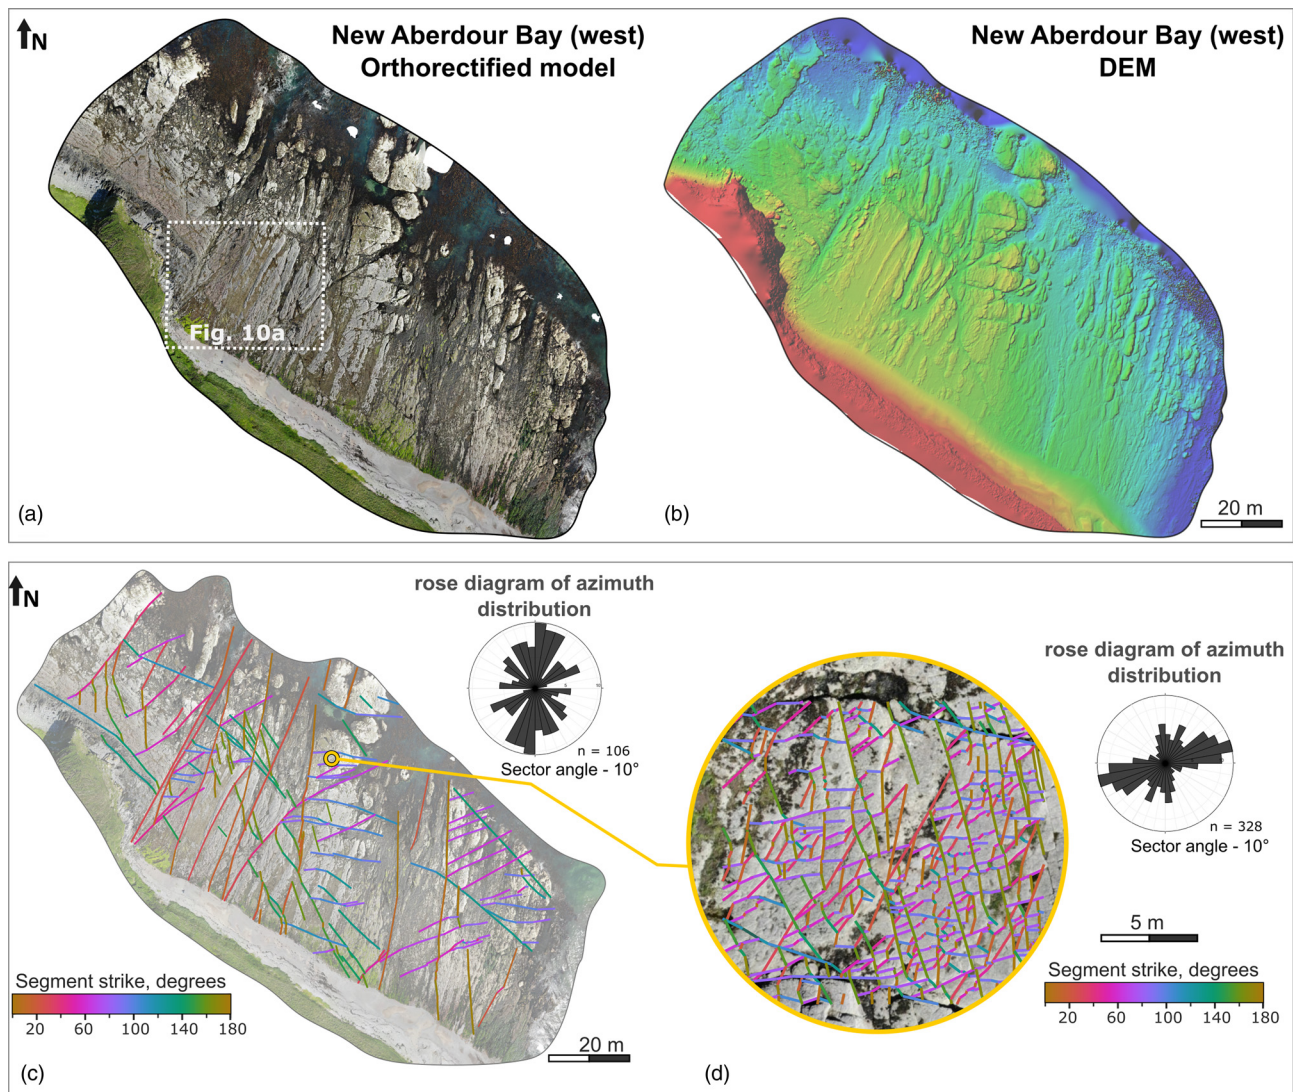 N
New Aberdour Bay (west)
Orthorectified model
Fig. 10a
(a)
New Aberdour Bay (west)
DEM
20 m
(b)
N
rose diagram of azimuth
distribution
n = 106
Sector angle - 10°
Segment strike, degrees
20 60 100 140 180
20 m
(c)
rose diagram of azimuth
distribution
n = 328
Sector angle - 10°
5 m
Segment strike, degrees
20 60 100 140 180
(d)